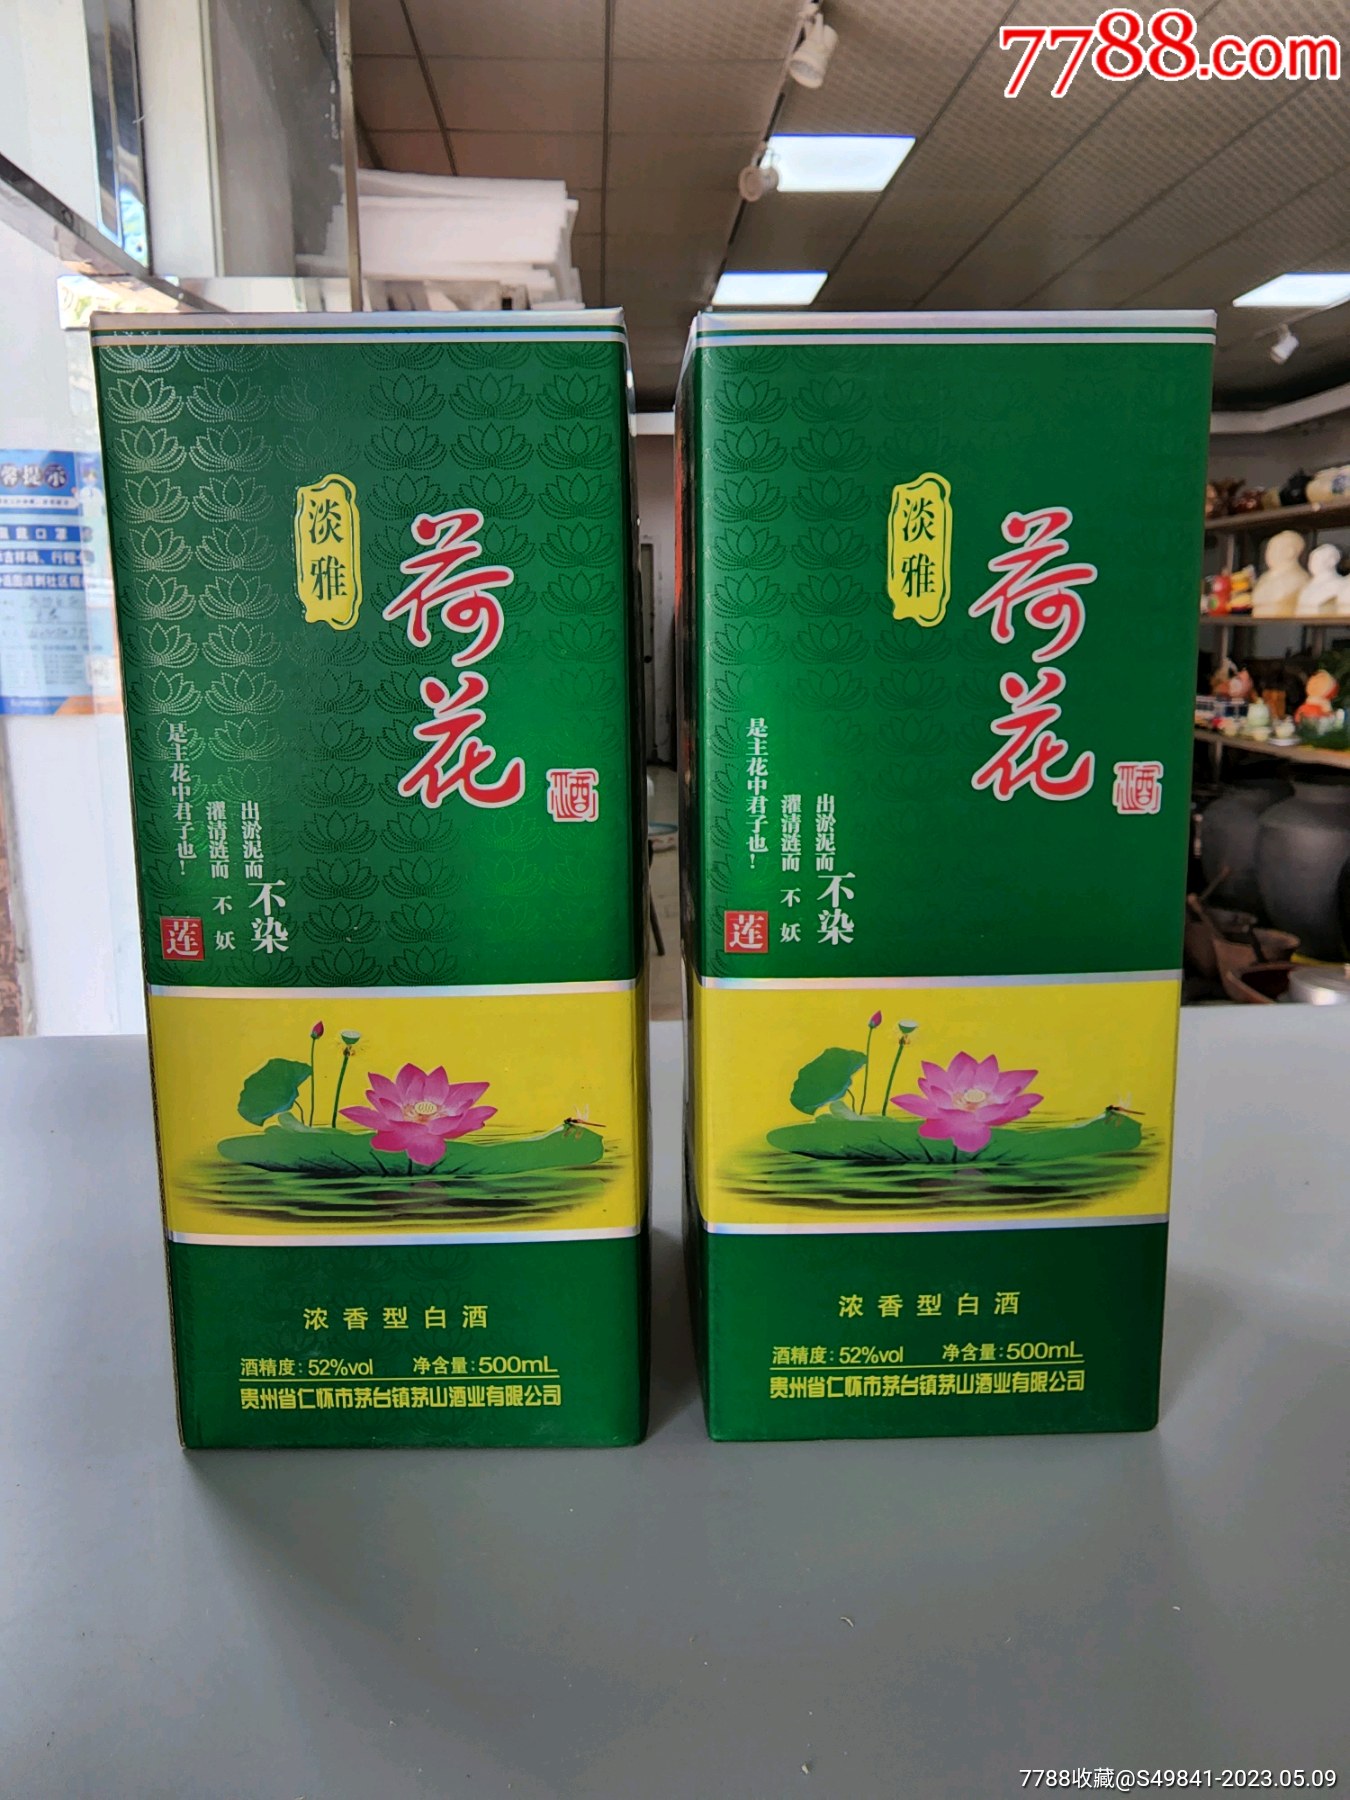 7788.com
馨提示
淡雅
荷花
酒
出淤泥而不染
濯清涟而不妖
是主花中君子也！
莲
浓香型白酒
酒精度：52%vol 净含量：500mL
贵州省仁怀市茅台镇茅山酒业有限公司
淡雅
荷花
酒
出淤泥而不染
濯清涟而不妖
是主花中君子也！
莲
浓香型白酒
酒精度：52%vol 净含量：500mL
贵州省仁怀市茅台镇茅山酒业有限公司
7788收藏@S49841-2023.05.09